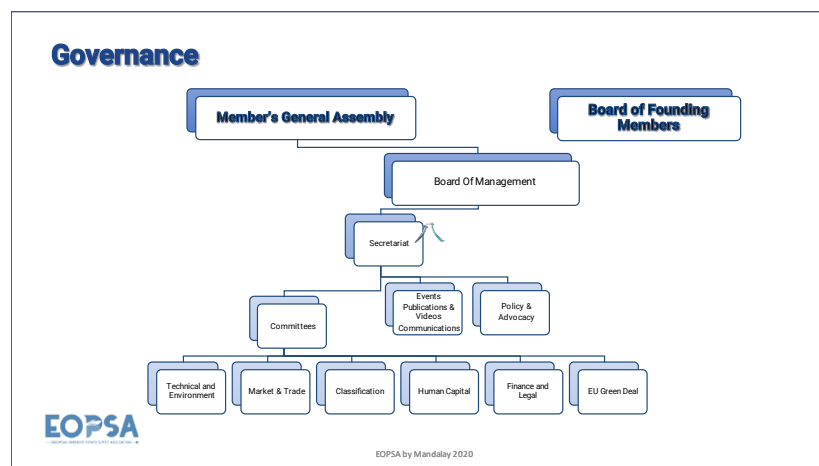 Governance
Member's General Assembly
Board of Founding
Members
Board Of Management
Secretariat
Events
Publications &
Videos
Communications
Policy &
Advocacy
Committees
Technical and
Environment
Market & Trade
Classification
Human Capital
Finance and
Legal
EU Green Deal
EOPSA
EOPSA by Mandalay 2020